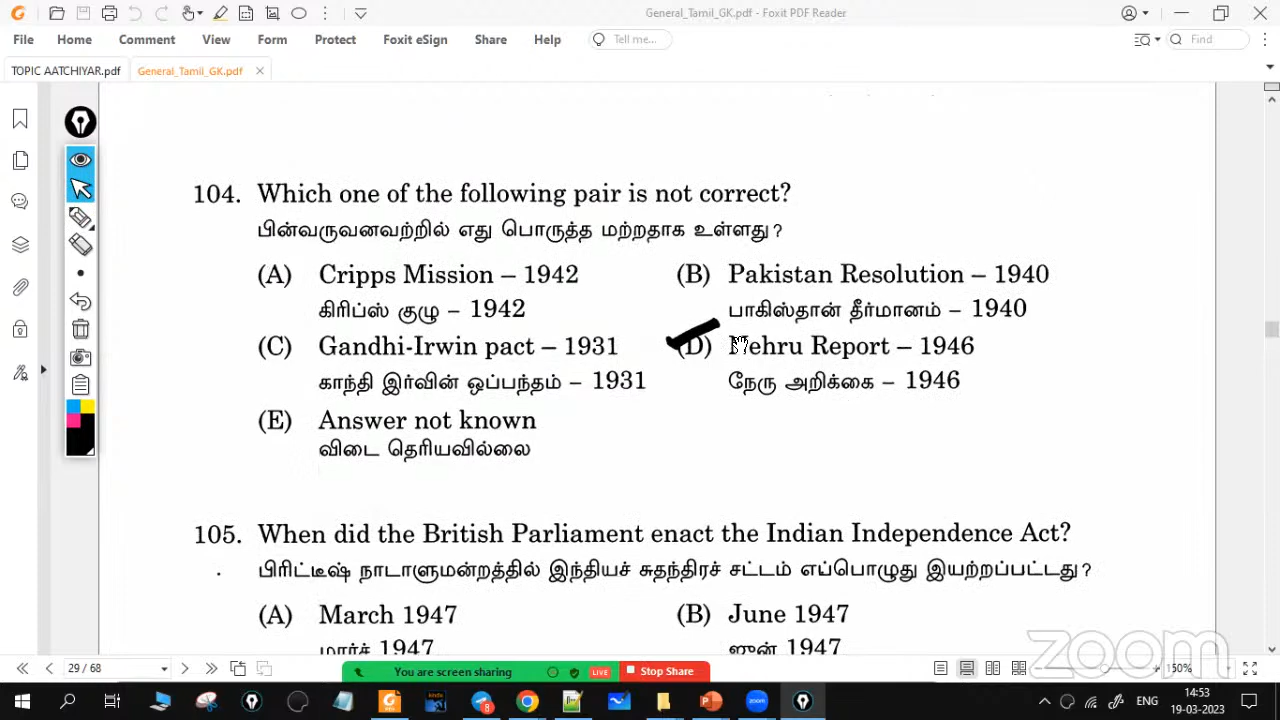 General_Tamil_GK.pdf - Foxit PDF Reader
File Home Comment View Form Protect Foxit eSign Share Help Tell me... Find
TOPIC AATCHIYAR.pdf General_Tamil_GK.pdf
104. Which one of the following pair is not correct?
பின்வருவனவற்றில் எது பொருத்த மற்றதாக உள்ளது?
(A) Cripps Mission – 1942 (B) Pakistan Resolution – 1940
கிரிப்ஸ் குழு – 1942 பாகிஸ்தான் தீர்மானம் – 1940
(C) Gandhi-Irwin pact – 1931 (D) Nehru Report – 1946
காந்தி இர்வின் ஒப்பந்தம் – 1931 நேரு அறிக்கை – 1946
(E) Answer not known
விடை தெரியவில்லை
105. When did the British Parliament enact the Indian Independence Act?
பிரிட்டீஷ் நாடாளுமன்றத்தில் இந்தியச் சுதந்திரச் சட்டம் எப்பொழுது இயற்றப்பட்டது?
(A) March 1947 (B) June 1947
மார்ச் 1947 ஜுன் 1947
zoom
29 / 68 You are screen sharing LIVE Stop Share 150%
ENG 14:53
19-03-2023